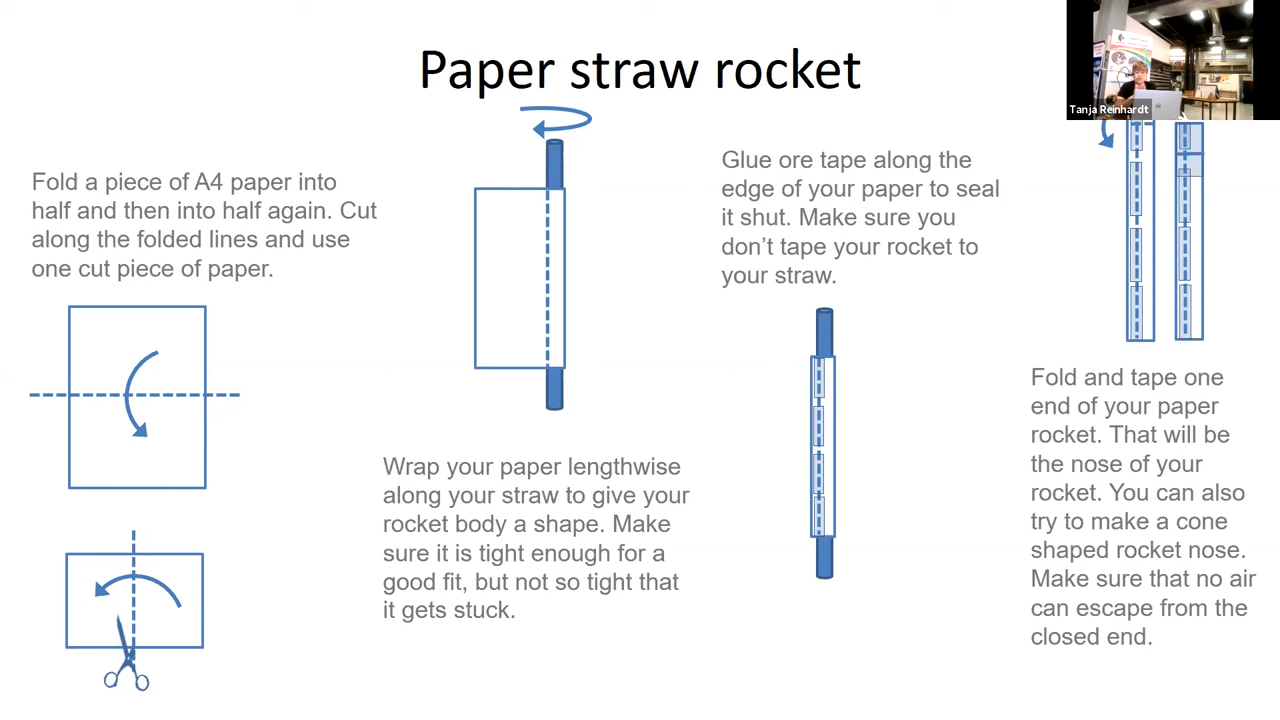 Paper straw rocket
Tanja Reinhardt
Fold a piece of A4 paper into
half and then into half again. Cut
along the folded lines and use
one cut piece of paper.
Wrap your paper lengthwise
along your straw to give your
rocket body a shape. Make
sure it is tight enough for a
good fit, but not so tight that
it gets stuck.
Glue ore tape along the
edge of your paper to seal
it shut. Make sure you
don’t tape your rocket to
your straw.
Fold and tape one
end of your paper
rocket. That will be
the nose of your
rocket. You can also
try to make a cone
shaped rocket nose.
Make sure that no air
can escape from the
closed end.